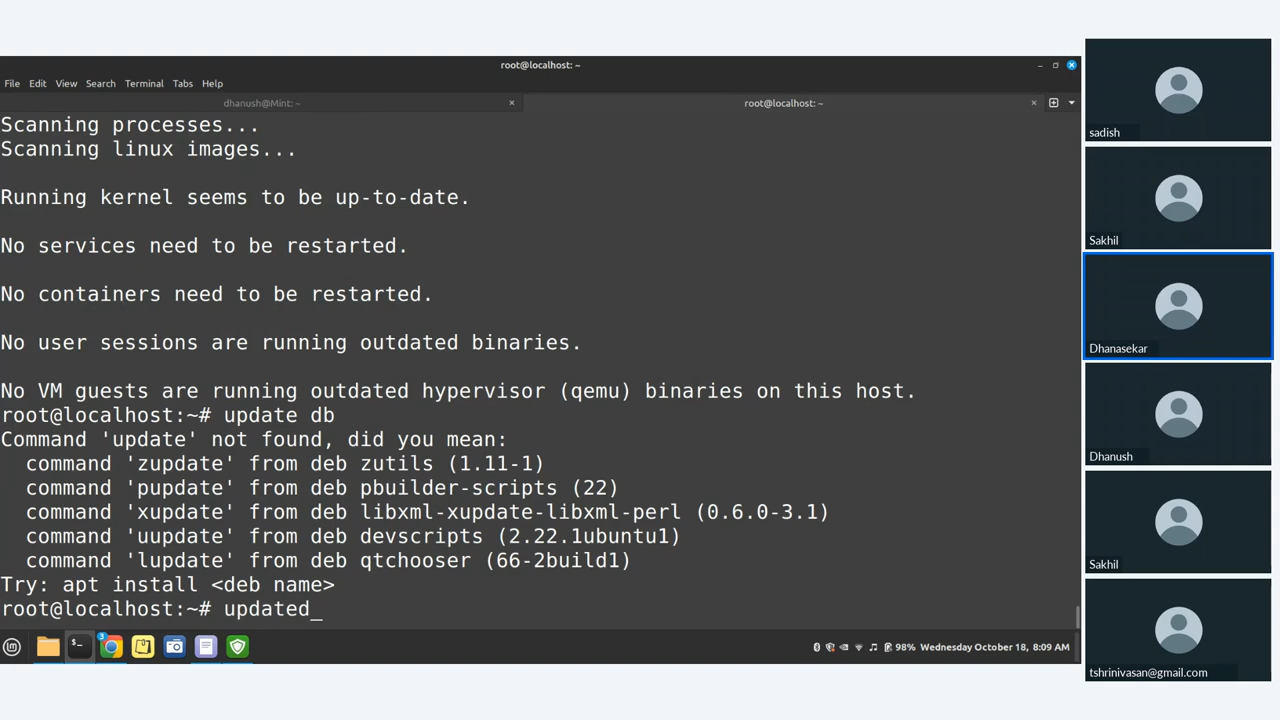 root@localhost: ~
File Edit View Search Terminal Tabs Help
dhanush@Mint: ~
root@localhost: ~
Scanning processes...
Scanning linux images...
Running kernel seems to be up-to-date.
No services need to be restarted.
No containers need to be restarted.
No user sessions are running outdated binaries.
No VM guests are running outdated hypervisor (qemu) binaries on this host.
root@localhost:~# update db
Command 'update' not found, did you mean:
command 'zupdate' from deb zutils (1.11-1)
command 'pupdate' from deb pbuilder-scripts (22)
command 'xupdate' from deb libxml-xupdate-libxml-perl (0.6.0-3.1)
command 'uupdate' from deb devscripts (2.22.1ubuntu1)
command 'lupdate' from deb qtchooser (66-2build1)
Try: apt install <deb name>
root@localhost:~# updated_
3
98% Wednesday October 18, 8:09 AM
sadish
Sakhil
Dhanasekar
Dhanush
Sakhil
tshrinivasan@gmail.com